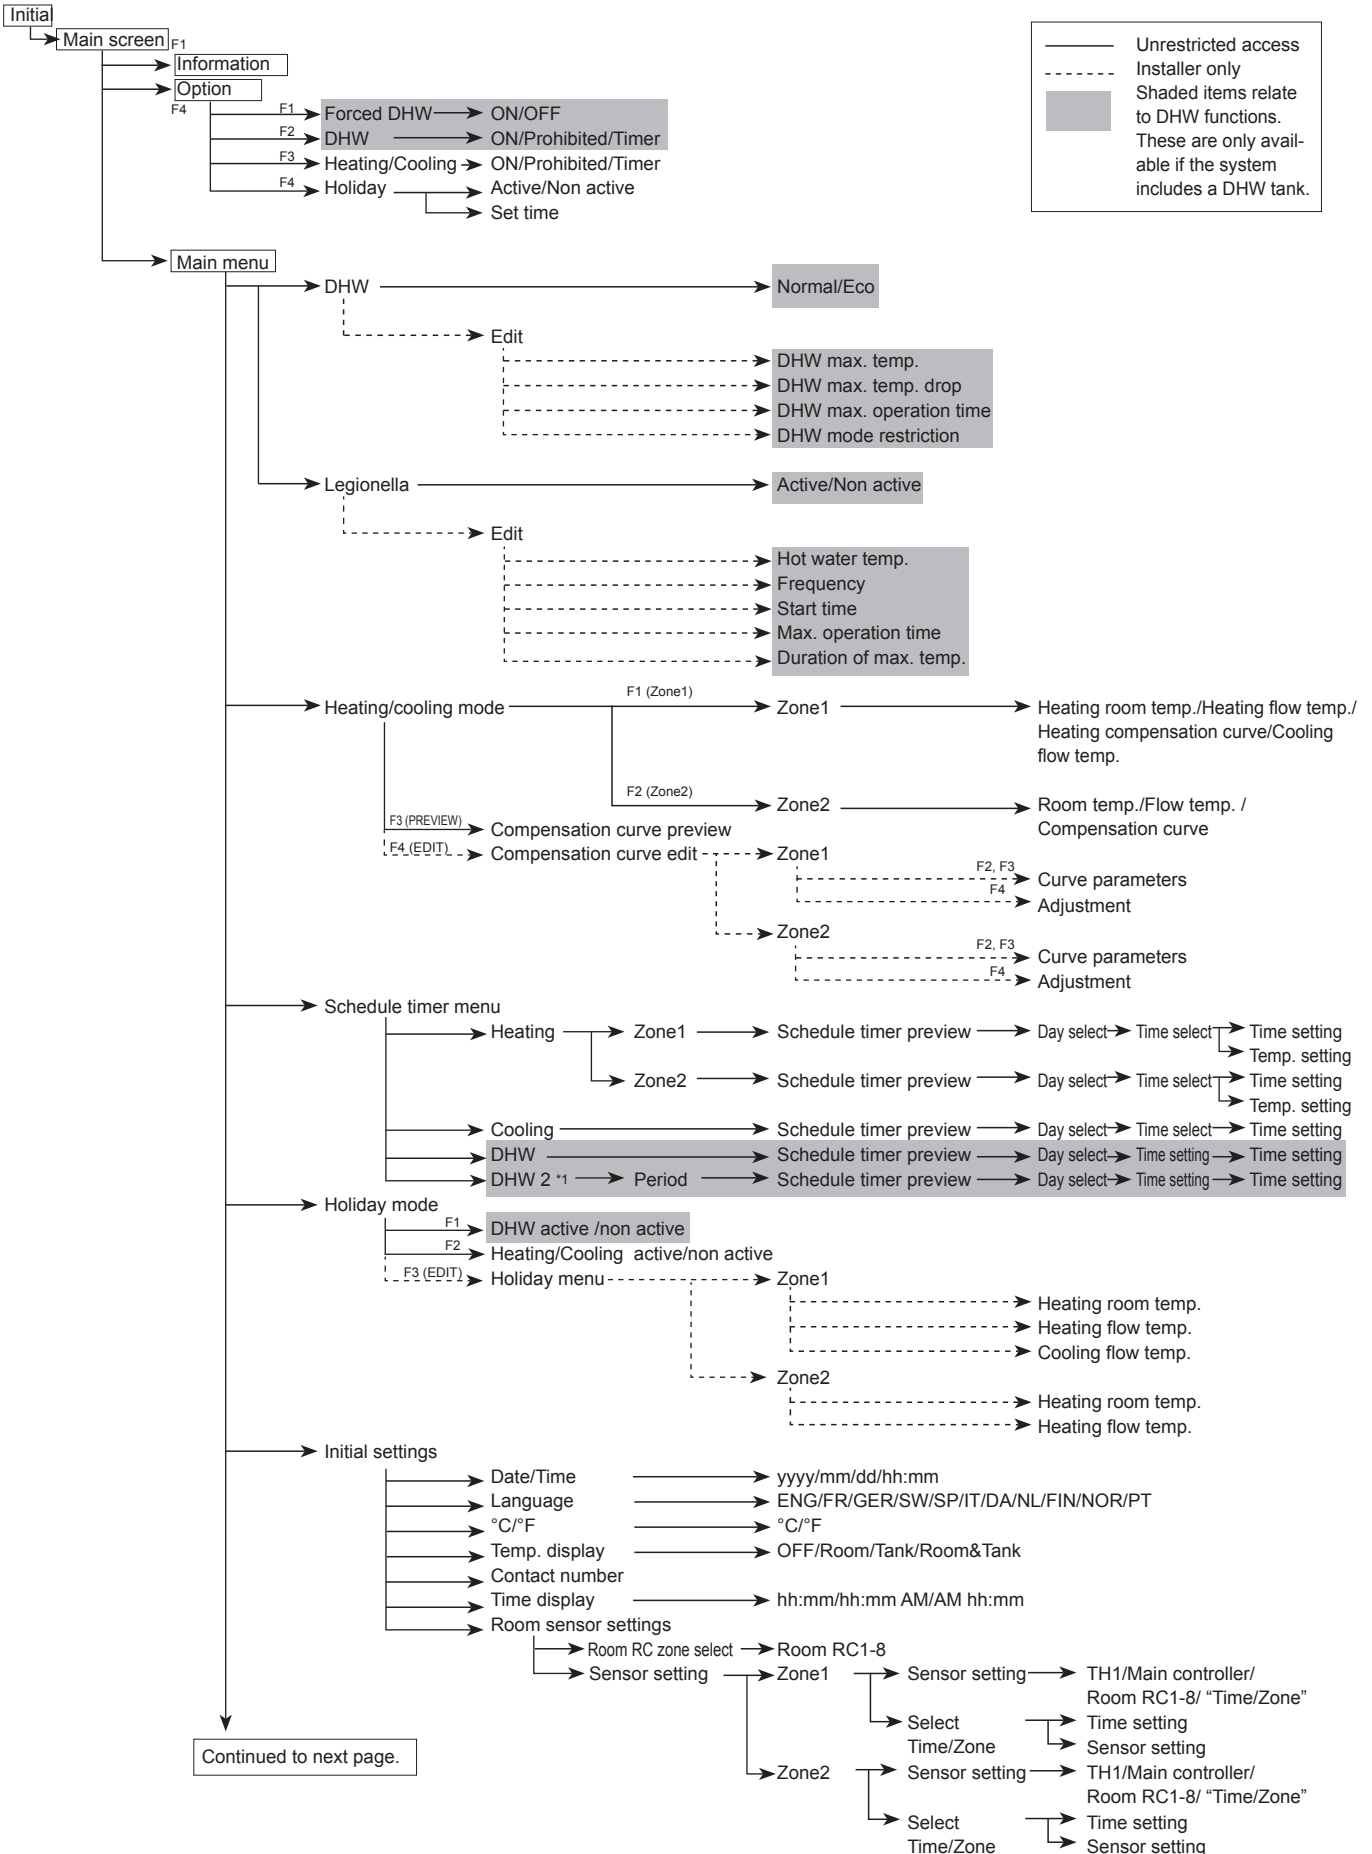 Initial
Main screen
F1
Information
Option
F4
F1 Forced DHW ON/OFF
F2 DHW ON/Prohibited/Timer
F3 Heating/Cooling ON/Prohibited/Timer
F4 Holiday Active/Non active
Set time
Unrestricted access
Installer only
Shaded items relate
to DHW functions.
These are only avail-
able if the system
includes a DHW tank.
Main menu
DHW Normal/Eco
Edit
DHW max. temp.
DHW max. temp. drop
DHW max. operation time
DHW mode restriction
Legionella Active/Non active
Edit
Hot water temp.
Frequency
Start time
Max. operation time
Duration of max. temp.
Heating/cooling mode F1 (Zone1) Zone1 Heating room temp./Heating flow temp./
Heating compensation curve/Cooling
flow temp.
F2 (Zone2) Zone2 Room temp./Flow temp. /
Compensation curve
F3 (PREVIEW) Compensation curve preview
F4 (EDIT) Compensation curve edit Zone1
F2, F3 Curve parameters
F4 Adjustment
Zone2
F2, F3 Curve parameters
F4 Adjustment
Schedule timer menu
Heating Zone1 Schedule timer preview Day select Time select Time setting
Temp. setting
Zone2 Schedule timer preview Day select Time select Time setting
Temp. setting
Cooling Schedule timer preview Day select Time select Time setting
DHW Schedule timer preview Day select Time setting Time setting
DHW 2 *1 Period Schedule timer preview Day select Time setting Time setting
Holiday mode
F1 DHW active /non active
F2 Heating/Cooling active/non active
F3 (EDIT) Holiday menu Zone1
Heating room temp.
Heating flow temp.
Cooling flow temp.
Zone2
Heating room temp.
Heating flow temp.
Initial settings
Date/Time yyyy/mm/dd/hh:mm
Language ENG/FR/GER/SW/SP/IT/DA/NL/FIN/NOR/PT
°C/°F °C/°F
Temp. display OFF/Room/Tank/Room&Tank
Contact number
Time display hh:mm/hh:mm AM/AM hh:mm
Room sensor settings
Room RC zone select Room RC1-8
Sensor setting Zone1 Sensor setting TH1/Main controller/
Room RC1-8/ “Time/Zone”
Select Time setting
Time/Zone Sensor setting
Zone2 Sensor setting TH1/Main controller/
Room RC1-8/ “Time/Zone”
Select Time setting
Time/Zone Sensor setting
Continued to next page.